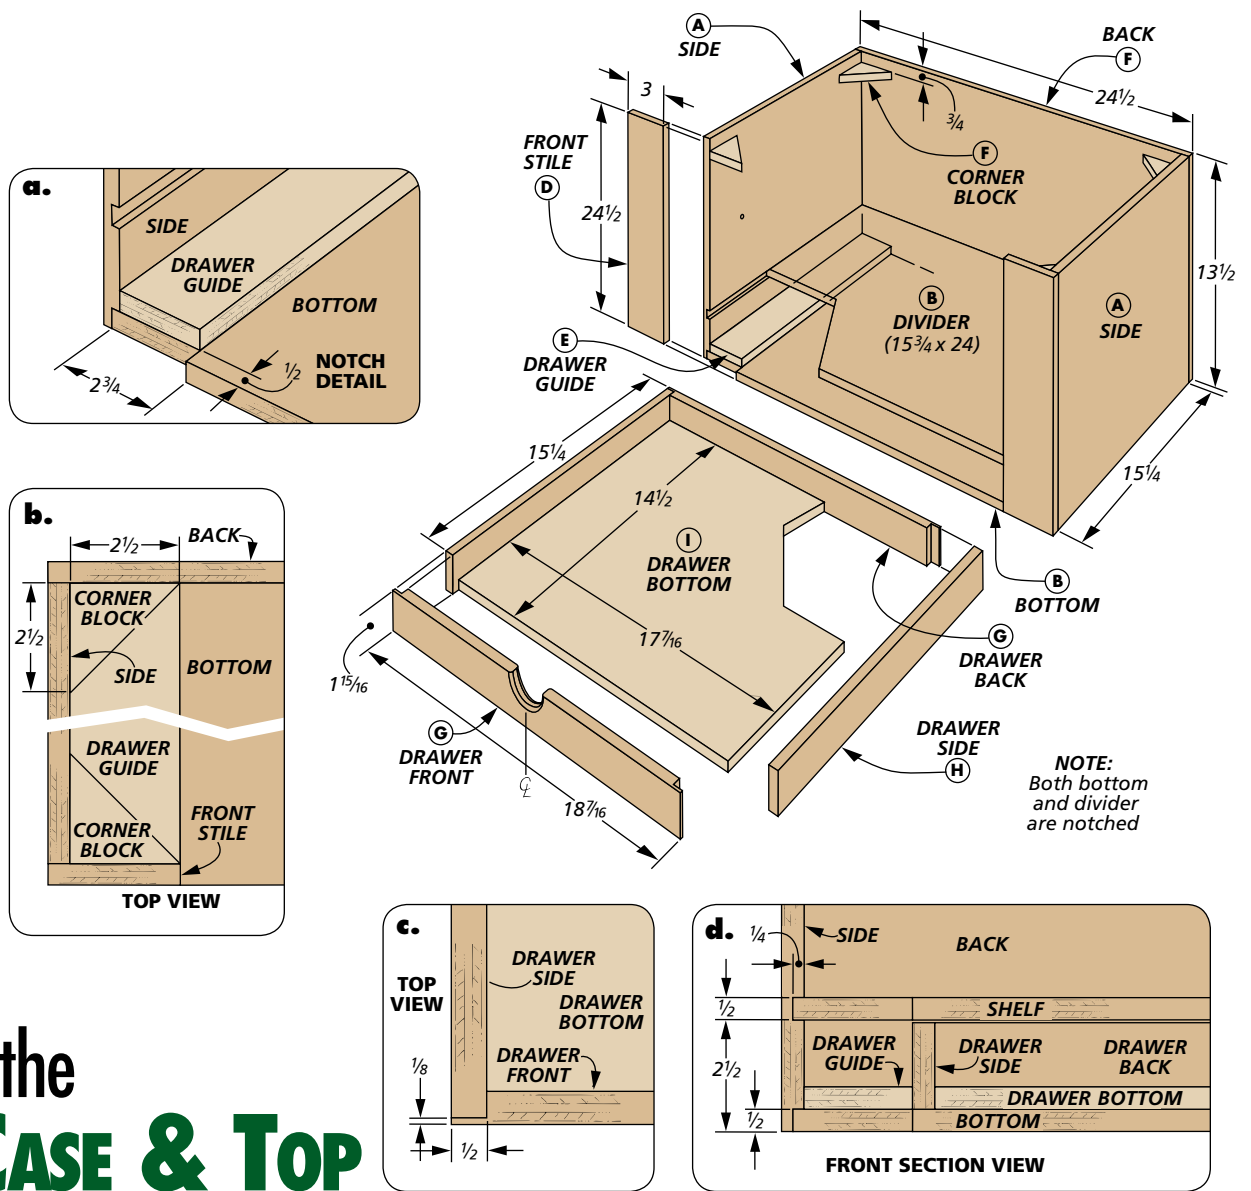 A
SIDE
BACK
F
24½
¾
3
FRONT
STILE
D
24½
F
CORNER
BLOCK
13½
B
DIVIDER
(15¾ x 24)
A
SIDE
E
DRAWER
GUIDE
15¼
a.
SIDE
DRAWER
GUIDE
BOTTOM
½
NOTCH
DETAIL
2¾
15¼
14½
I
DRAWER
BOTTOM
17⁷⁄₁₆
B
BOTTOM
G
DRAWER
BACK
1¹⁵⁄₁₆
G
DRAWER
FRONT
℄
18⁷⁄₁₆
DRAWER
SIDE
H
NOTE:
Both bottom
and divider
are notched
b.
2½
BACK
CORNER
BLOCK
2½
SIDE
BOTTOM
DRAWER
GUIDE
FRONT
STILE
CORNER
BLOCK
TOP VIEW
c.
TOP
VIEW
DRAWER
SIDE
DRAWER
BOTTOM
DRAWER
FRONT
⅛
½
d.
¼
SIDE
BACK
½
SHELF
DRAWER
GUIDE
DRAWER
SIDE
DRAWER
BACK
2½
DRAWER BOTTOM
½
BOTTOM
FRONT SECTION VIEW
the
CASE & TOP